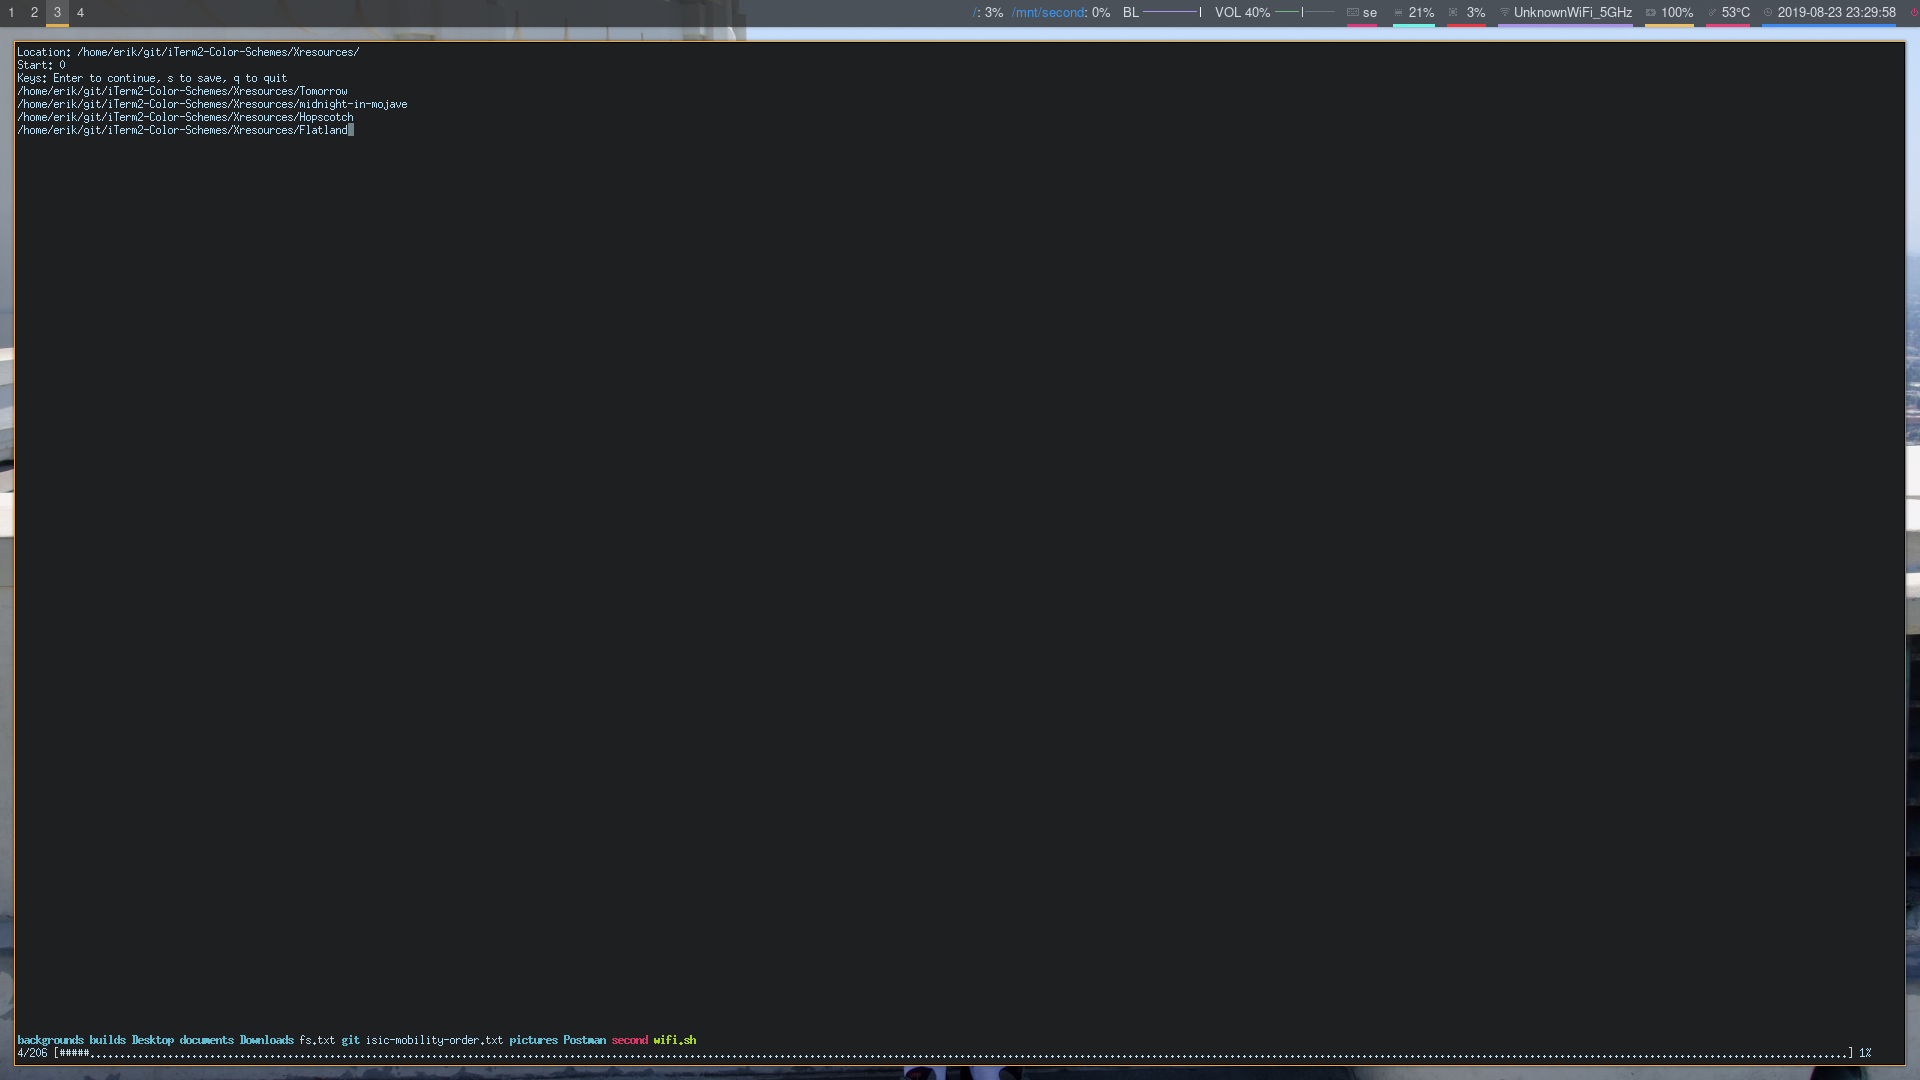 1 2 3 4 /: 3% /mnt/second: 0% BL VOL 40% se 21% 3% UnknownWiFi_5GHz 100% 53°C 2019-08-23 23:29:58
Location: /home/erik/git/iTerm2-Color-Schemes/Xresources/
Start: 0
Keys: Enter to continue, s to save, q to quit
/home/erik/git/iTerm2-Color-Schemes/Xresources/Tomorrow
/home/erik/git/iTerm2-Color-Schemes/Xresources/midnight-in-mojave
/home/erik/git/iTerm2-Color-Schemes/Xresources/Hopscotch
/home/erik/git/iTerm2-Color-Schemes/Xresources/Flatland
backgrounds builds Desktop documents Downloads fs.txt git isic-mobility-order.txt pictures Postman second wifi.sh
4/206 [#####....................................................................................................................................................................................................................................................................................................] 1%